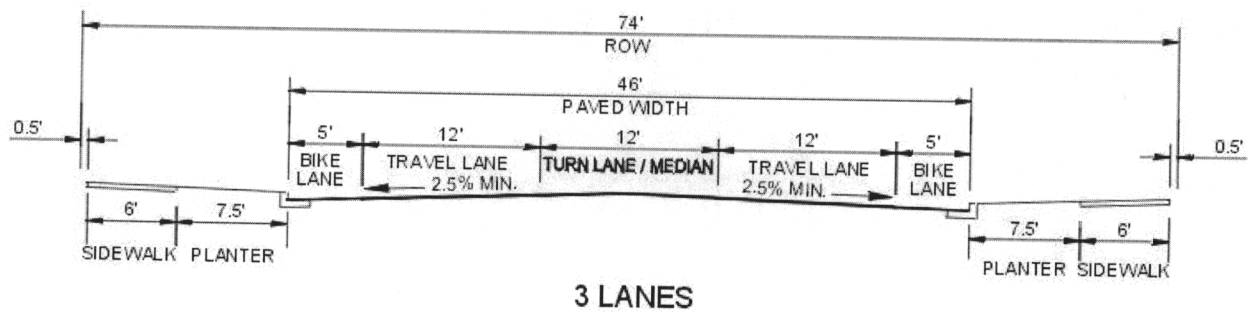 74'
ROW
46'
PAVED WIDTH
0.5' 5' 12' 12' 12' 5' 0.5'
BIKE LANE TRAVEL LANE TURN LANE / MEDIAN TRAVEL LANE BIKE LANE
2.5% MIN. 2.5% MIN.
6' 7.5' 7.5' 6'
SIDEWALK PLANTER PLANTER SIDEWALK
3 LANES